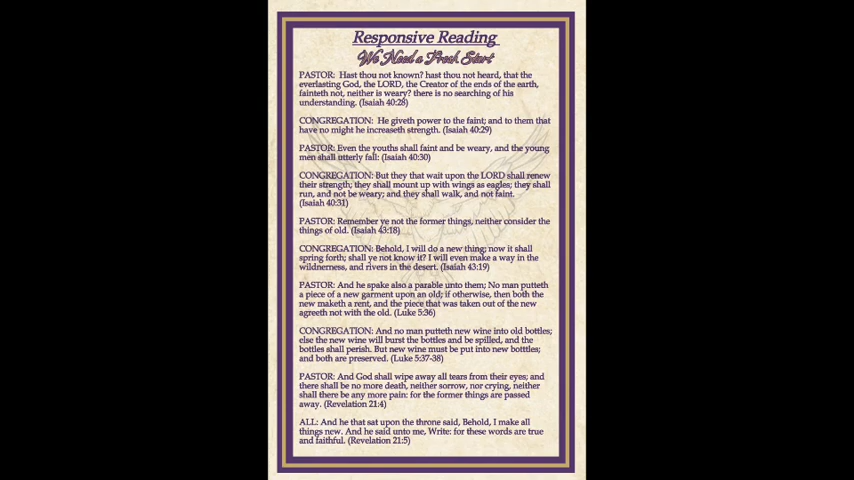 Responsive Reading
We Need a Fresh Start
PASTOR: Hast thou not known? hast thou not heard, that the
everlasting God, the LORD, the Creator of the ends of the earth,
fainteth not, neither is weary? there is no searching of his
understanding. (Isaiah 40:28)
CONGREGATION: He giveth power to the faint; and to them that
have no might he increaseth strength. (Isaiah 40:29)
PASTOR: Even the youths shall faint and be weary, and the young
men shall utterly fall: (Isaiah 40:30)
CONGREGATION: But they that wait upon the LORD shall renew
their strength; they shall mount up with wings as eagles; they shall
run, and not be weary; and they shall walk, and not faint.
(Isaiah 40:31)
PASTOR: Remember ye not the former things, neither consider the
things of old. (Isaiah 43:18)
CONGREGATION: Behold, I will do a new thing; now it shall
spring forth; shall ye not know it? I will even make a way in the
wildnerness, and rivers in the desert. (Isaiah 43:19)
PASTOR: And he spake also a parable unto them; No man putteth
a piece of a new garment upon an old; if otherwise, then both the
new maketh a rent, and the piece that was taken out of the new
agreeth not with the old. (Luke 5:36)
CONGREGATION: And no man putteth new wine into old bottles;
else the new wine will burst the bottles and be spilled, and the
bottles shall perish. But new wine must be put into new botttles;
and both are preserved. (Luke 5:37-38)
PASTOR: And God shall wipe away all tears from their eyes; and
there shall be no more death, neither sorrow, nor crying, neither
shall there be any more pain: for the former things are passed
away. (Revelation 21:4)
ALL: And he that sat upon the throne said, Behold, I make all
things new. And he said unto me, Write: for these words are true
and faithful. (Revelation 21:5)